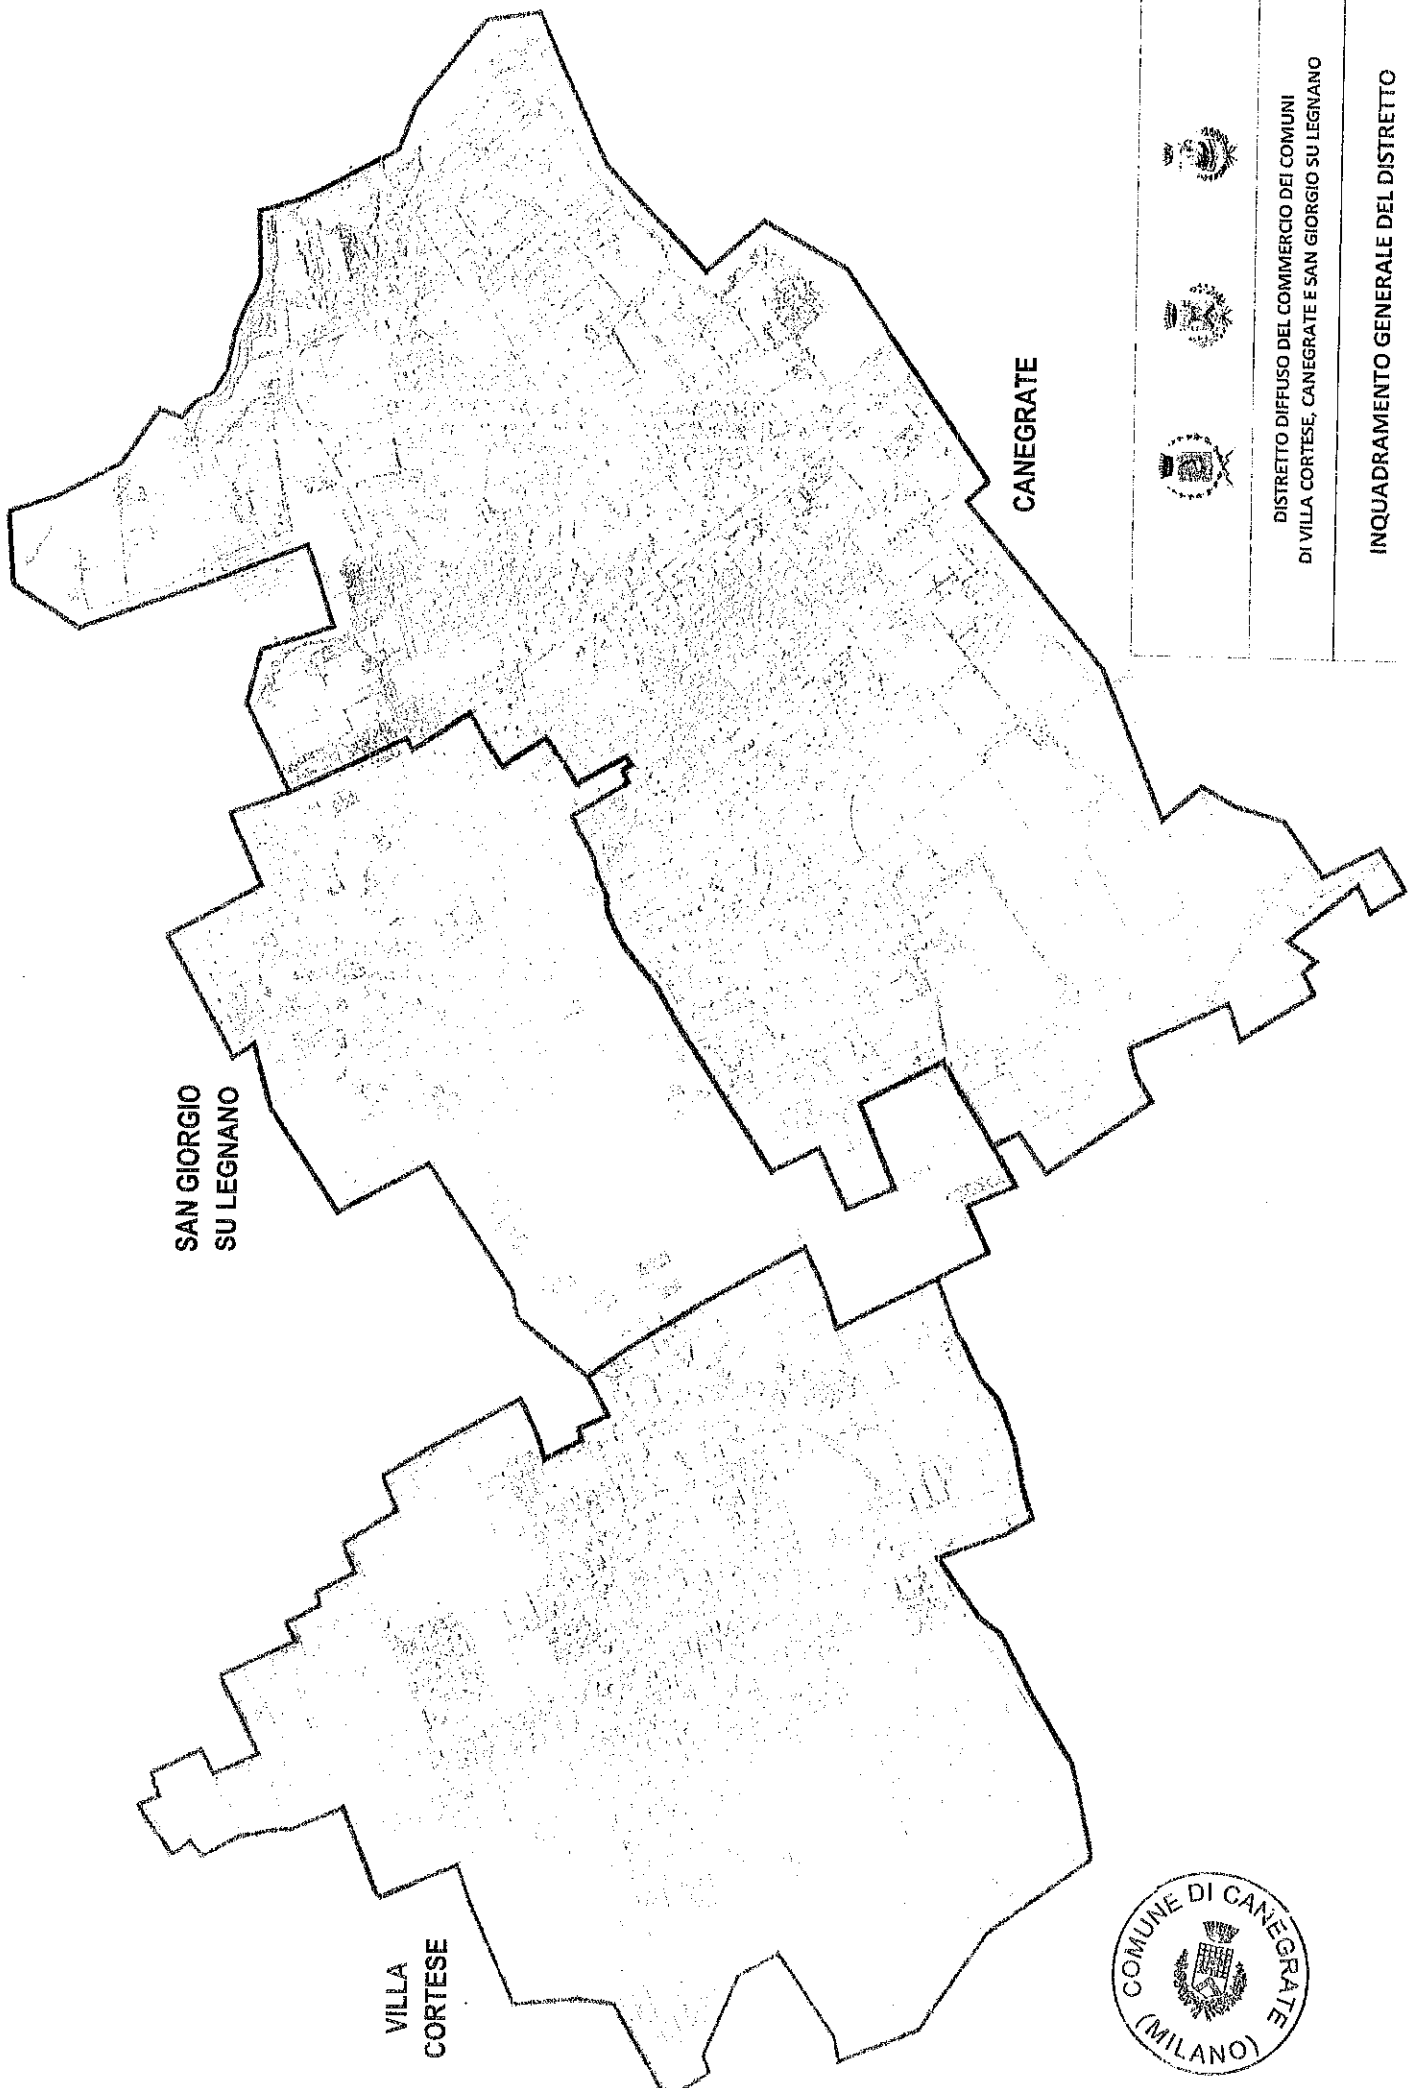 VILLA
CORTESE
SAN GIORGIO
SU LEGNANO
CANEGRATE
COMUNE DI CANEGRATE
(MILANO)
DISTRETTO DIFFUSO DEL COMMERCIO DEI COMUNI
DI VILLA CORTESE, CANEGRATE E SAN GIORGIO SU LEGNANO
INQUADRAMENTO GENERALE DEL DISTRETTO